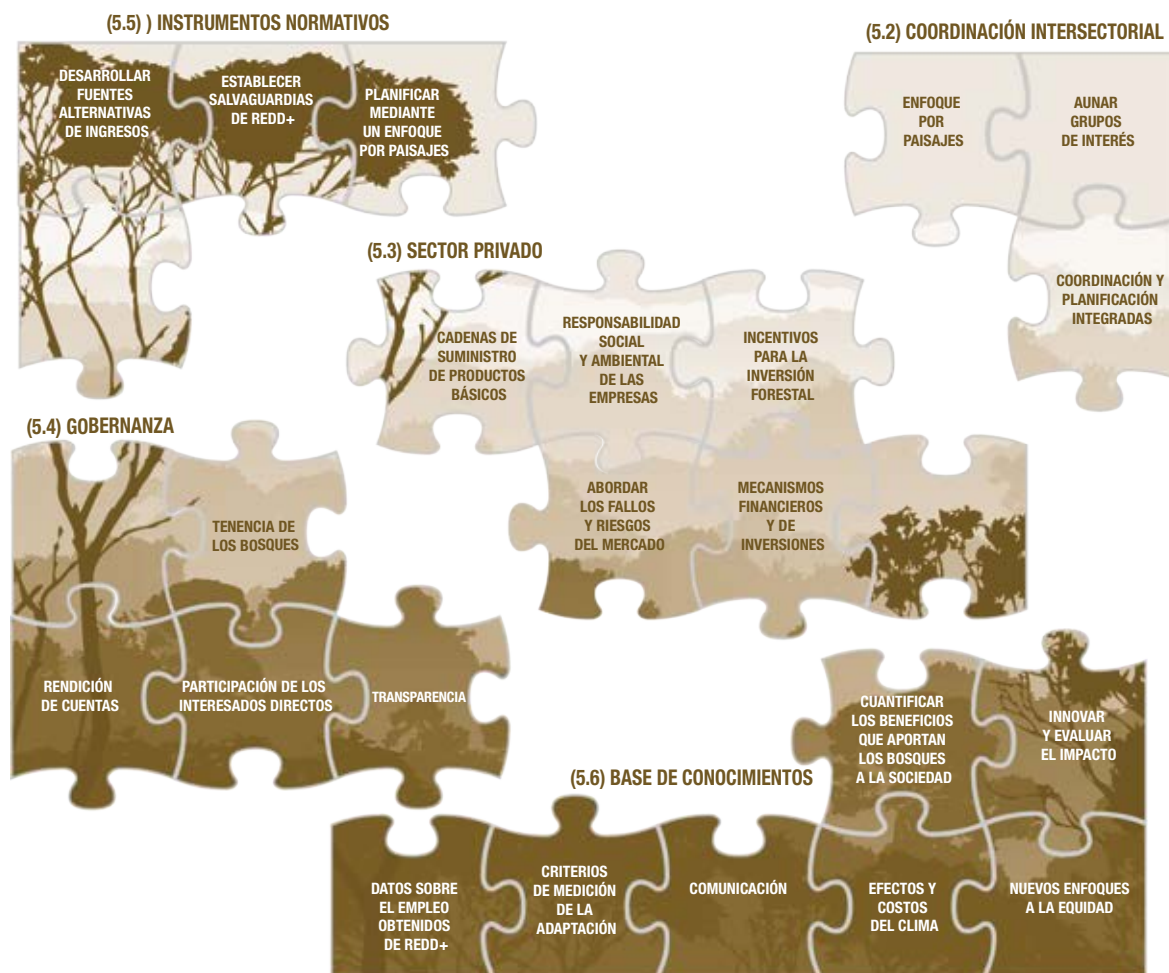 (5.5) ) INSTRUMENTOS NORMATIVOS
DESARROLLAR
FUENTES
ALTERNATIVAS
DE INGRESOS
ESTABLECER
SALVAGUARDIAS
DE REDD+
PLANIFICAR
MEDIANTE
UN ENFOQUE
POR PAISAJES
(5.2) COORDINACIÓN INTERSECTORIAL
ENFOQUE
POR
PAISAJES
AUNAR
GRUPOS
DE INTERÉS
COORDINACIÓN Y
PLANIFICACIÓN
INTEGRADAS
(5.3) SECTOR PRIVADO
CADENAS DE
SUMINISTRO
DE PRODUCTOS
BÁSICOS
RESPONSABILIDAD
SOCIAL
Y AMBIENTAL
DE LAS
EMPRESAS
INCENTIVOS
PARA LA
INVERSIÓN
FORESTAL
ABORDAR
LOS FALLOS
Y RIESGOS
DEL MERCADO
MECANISMOS
FINANCIEROS
Y DE
INVERSIONES
(5.4) GOBERNANZA
TENENCIA DE
LOS BOSQUES
RENDICIÓN
DE CUENTAS
PARTICIPACIÓN DE LOS
INTERESADOS DIRECTOS
TRANSPARENCIA
(5.6) BASE DE CONOCIMIENTOS
CUANTIFICAR
LOS BENEFICIOS
QUE APORTAN
LOS BOSQUES
A LA SOCIEDAD
INNOVAR
Y EVALUAR
EL IMPACTO
DATOS SOBRE
EL EMPLEO
OBTENIDOS
DE REDD+
CRITERIOS
DE MEDICIÓN
DE LA
ADAPTACIÓN
COMUNICACIÓN
EFECTOS Y
COSTOS
DEL CLIMA
NUEVOS ENFOQUES
A LA EQUIDAD